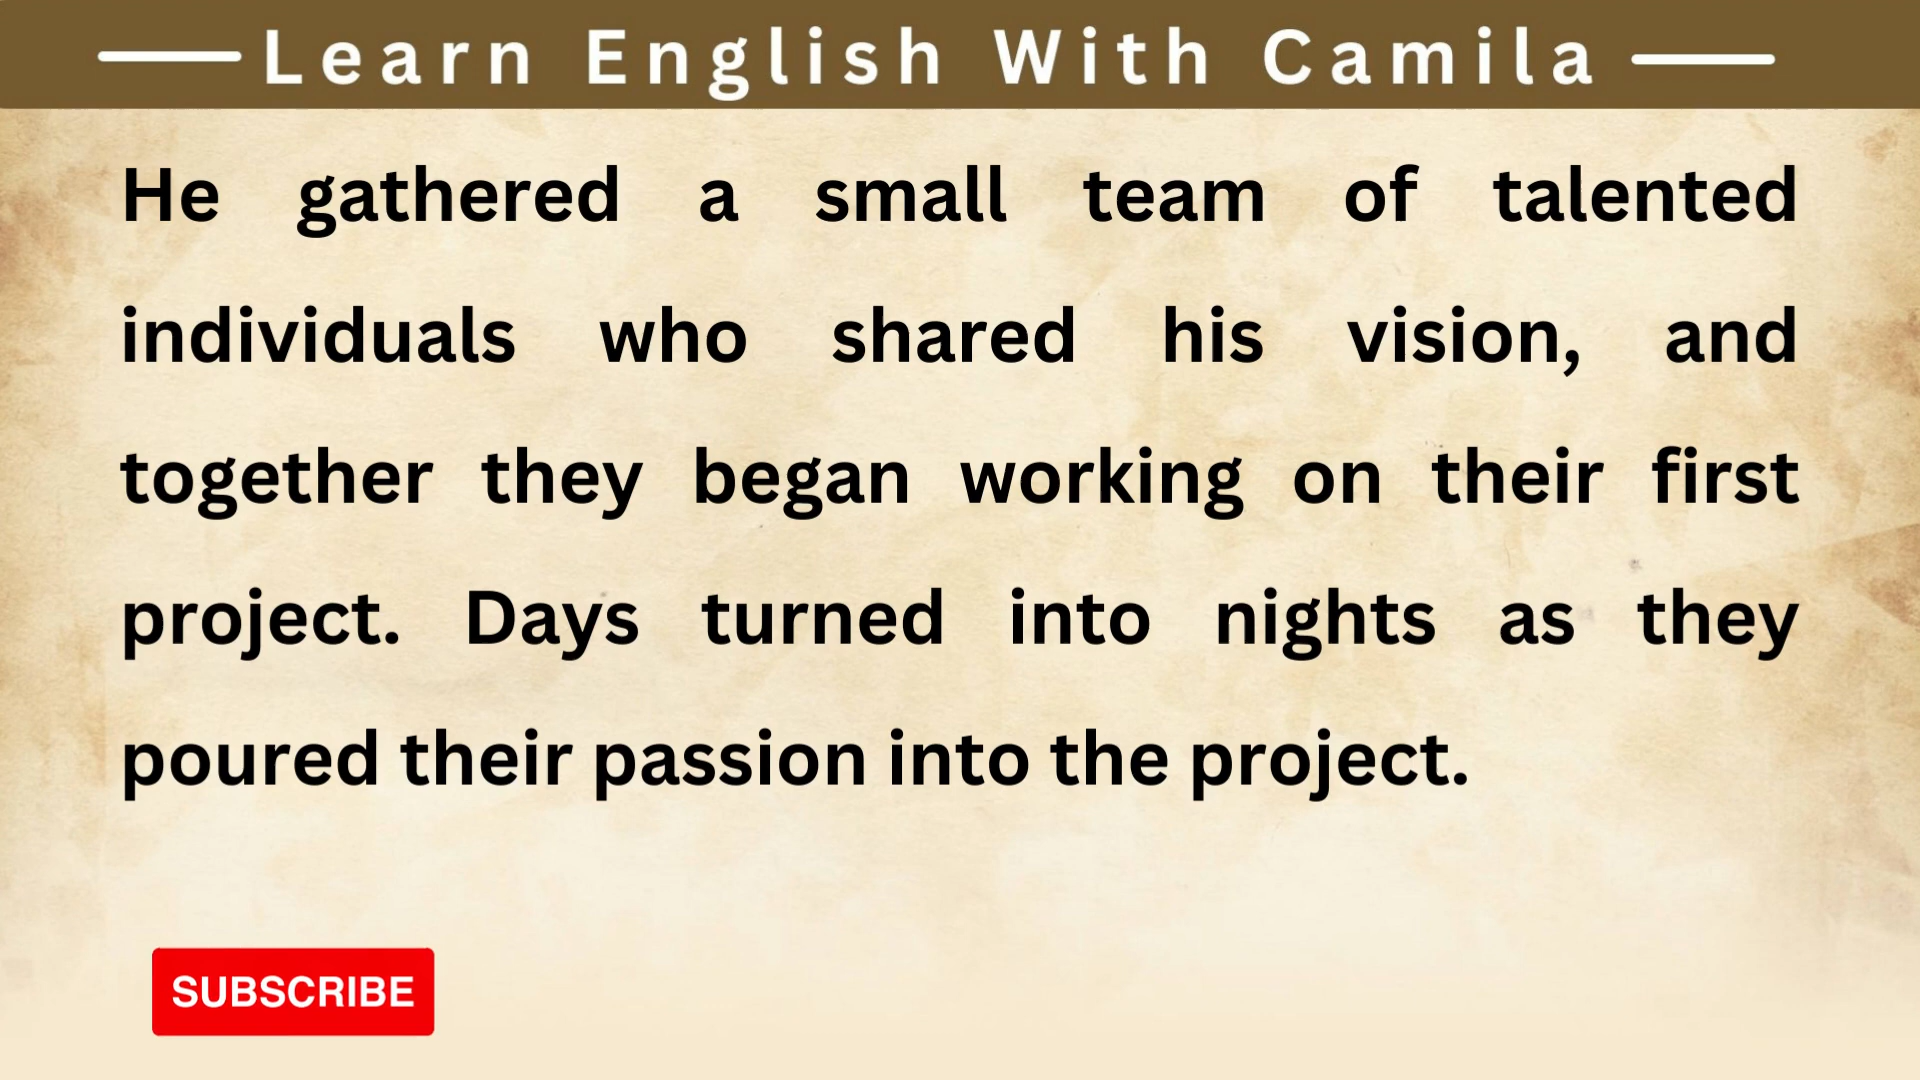 Learn English With Camila
He gathered a small team of talented
individuals who shared his vision, and
together they began working on their first
project. Days turned into nights as they
poured their passion into the project.
SUBSCRIBE